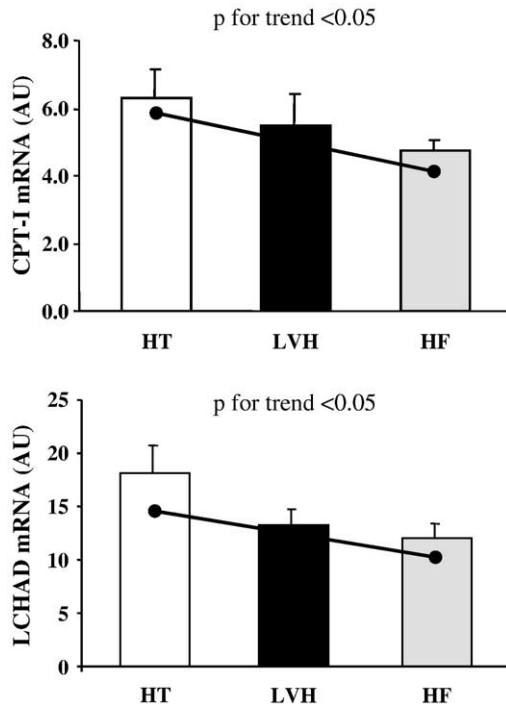 p for trend <0.05
CPT-I mRNA (AU)
8.0
6.0
4.0
2.0
0.0
HT LVH HF
p for trend <0.05
LCHAD mRNA (AU)
25
20
15
10
5
0
HT LVH HF